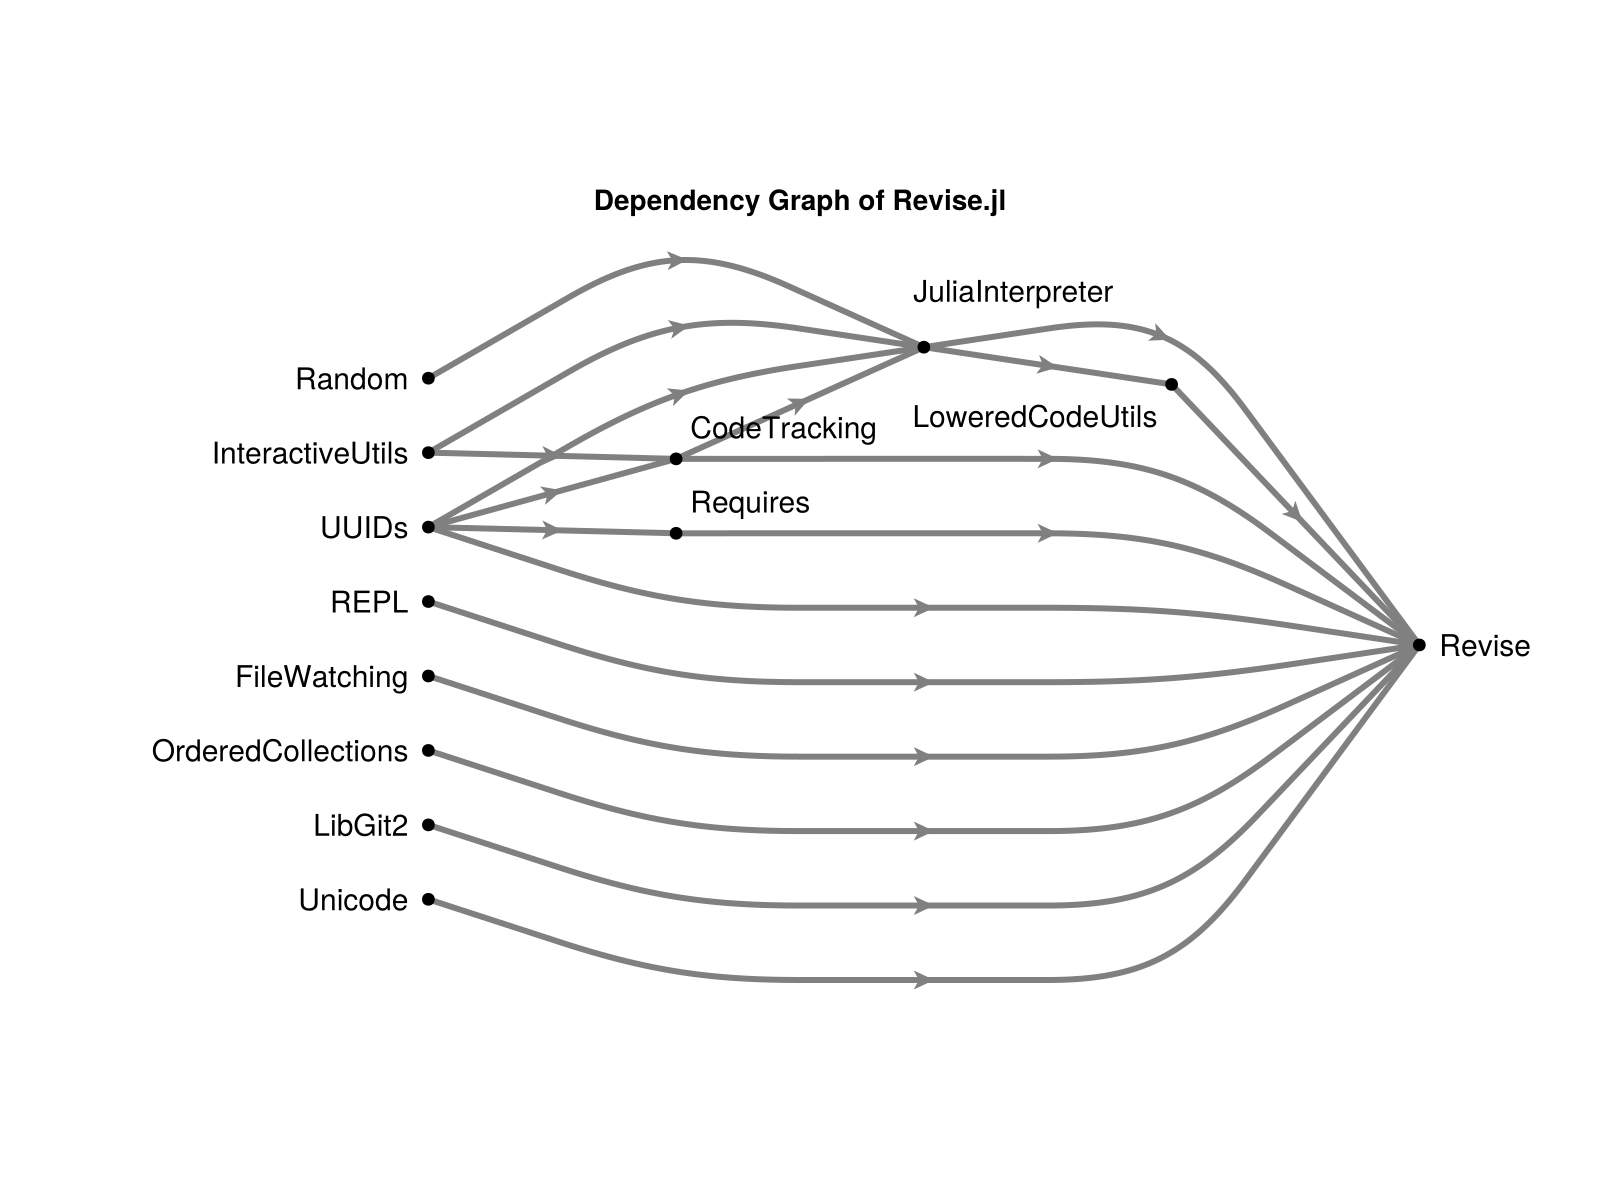 Dependency Graph of Revise.jl
JuliaInterpreter
Random
LoweredCodeUtils
CodeTracking
InteractiveUtils
Requires
UUIDs
REPL
Revise
FileWatching
OrderedCollections
LibGit2
Unicode